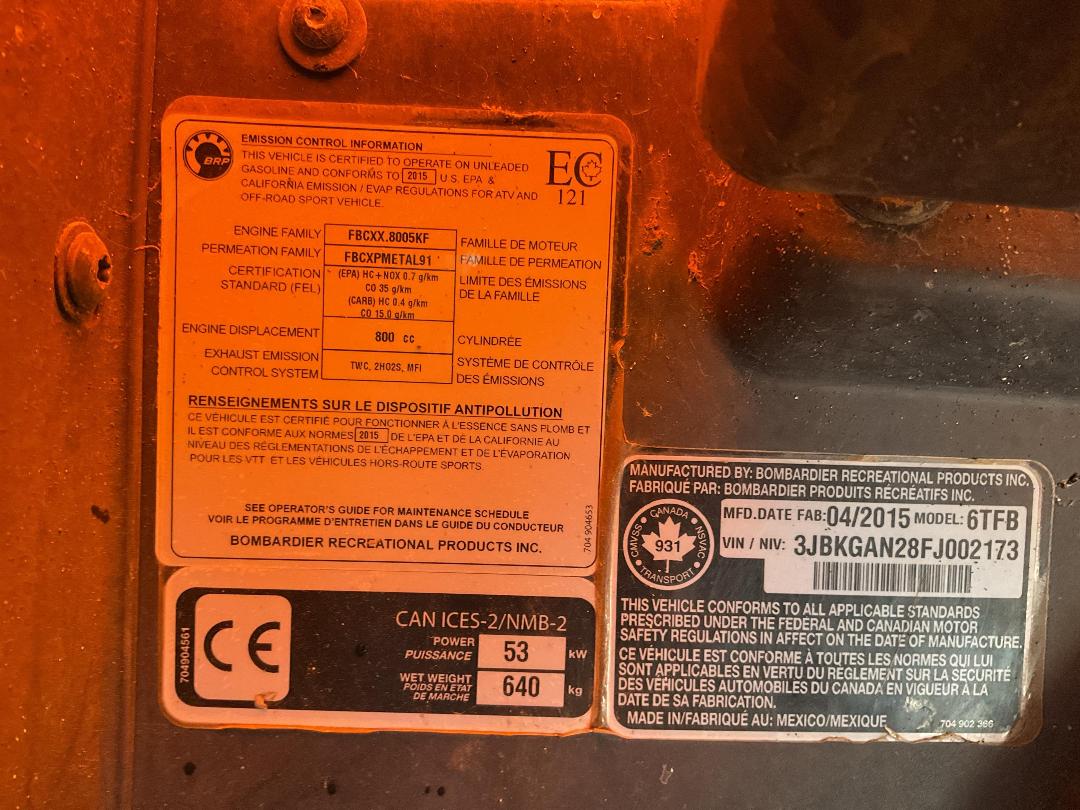 BRP
EMISSION CONTROL INFORMATION
THIS VEHICLE IS CERTIFIED TO OPERATE ON UNLEADED
GASOLINE AND CONFORMS TO 2015 U.S. EPA &
CALIFORNIA EMISSION / EVAP REGULATIONS FOR ATV AND
OFF-ROAD SPORT VEHICLE.
EC
121
ENGINE FAMILY FBCXX.8005KF FAMILLE DE MOTEUR
PERMEATION FAMILY FBCXPMETAL91 FAMILLE DE PERMEATION
CERTIFICATION (EPA) HC+NOX 0.7 g/km LIMITE DES ÉMISSIONS
STANDARD (FEL) CO 35 g/km DE LA FAMILLE
(CARB) HC 0.4 g/km
CO 15.0 g/km
ENGINE DISPLACEMENT 800 cc CYLINDRÉE
EXHAUST EMISSION TWC, 2HO2S, MFI SYSTÈME DE CONTRÔLE
CONTROL SYSTEM DES ÉMISSIONS
RENSEIGNEMENTS SUR LE DISPOSITIF ANTIPOLLUTION
CE VÉHICULE EST CERTIFIÉ POUR FONCTIONNER À L'ESSENCE SANS PLOMB ET
IL EST CONFORME AUX NORMES 2015 DE L'EPA ET DE LA CALIFORNIE AU
NIVEAU DES RÉGLEMENTATIONS DE L'ÉCHAPPEMENT ET DE L'ÉVAPORATION
POUR LES VTT ET LES VÉHICULES HORS-ROUTE SPORTS.
SEE OPERATOR'S GUIDE FOR MAINTENANCE SCHEDULE
VOIR LE PROGRAMME D'ENTRETIEN DANS LE GUIDE DU CONDUCTEUR
BOMBARDIER RECREATIONAL PRODUCTS INC.
704 904653
704904561
CE
CAN ICES-2/NMB-2
POWER
PUISSANCE 53 kW
WET WEIGHT
POIDS EN ÉTAT
DE MARCHE 640 kg
MANUFACTURED BY: BOMBARDIER RECREATIONAL PRODUCTS INC.
FABRIQUÉ PAR: BOMBARDIER PRODUITS RÉCRÉATIFS INC.
CANADA
CMVSS 931 NSVAC
TRANSPORT
MFD.DATE FAB:04/2015 MODEL: 6TFB
VIN / NIV: 3JBKGAN28FJ002173
THIS VEHICLE CONFORMS TO ALL APPLICABLE STANDARDS
PRESCRIBED UNDER THE FEDERAL AND CANADIAN MOTOR
SAFETY REGULATIONS IN AFFECT ON THE DATE OF MANUFACTURE.
CE VÉHICULE EST CONFORME À TOUTES LES NORMES QUI LUI
SONT APPLICABLES EN VERTU DU REGLEMENT SUR LA SÉCURITÉ
DES VÉHICULES AUTOMOBILES DU CANADA EN VIGUEUR À LA
DATE DE SA FABRICATION.
MADE IN/FABRIQUÉ AU: MEXICO/MEXIQUE
704 902 366